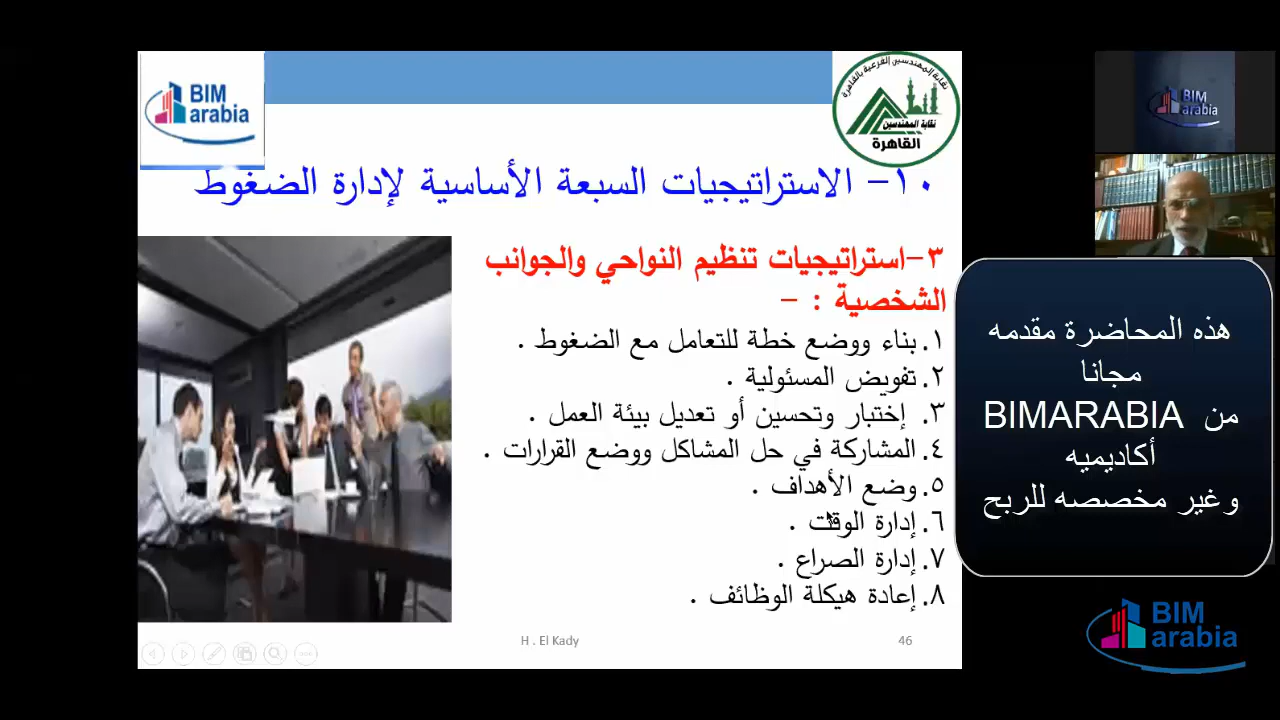 BIM
arabia
نقابة المهندسين الفرعية بالقاهرة
نقابة المهندسين
القاهرة
١٠- الاستراتيجيات السبعة الأساسية لإدارة الضغوط
٣-استراتيجيات تنظيم النواحي والجوانب
الشخصية : -
١. بناء ووضع خطة للتعامل مع الضغوط .
٢. تفويض المسئولية .
٣. إختبار وتحسين أو تعديل بيئة العمل .
٤. المشاركة في حل المشاكل ووضع القرارات .
٥. وضع الأهداف .
٦. إدارة الوقت .
٧. إدارة الصراع .
٨. إعادة هيكلة الوظائف .
H . El Kady
46
BIM
arabia
هذه المحاضرة مقدمه
مجانا
من BIMARABIA
أكاديميه
وغير مخصصه للربح
BIM
arabia